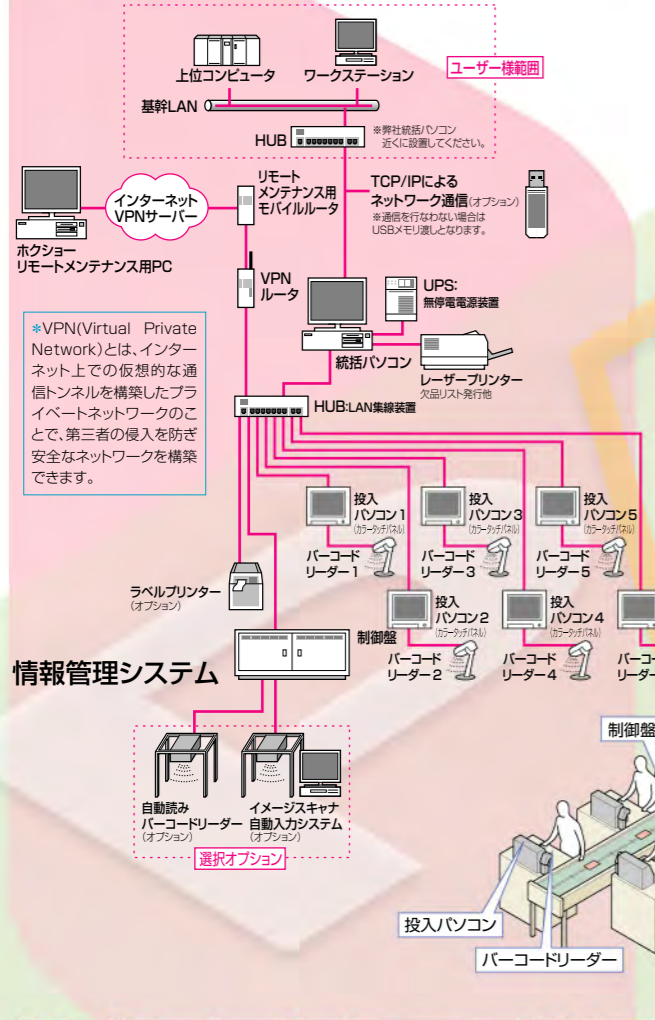 上位コンピュータ
ワークステーション
ユーザー様範囲
基幹LAN
HUB
※弊社統括パソコン
近くに設置してください。
リモート
メンテナンス用
モバイルルータ
TCP/IPによる
ネットワーク通信(オプション)
※通信を行なわない場合は
USBメモリ渡しとなります。
インターネット
VPNサーバー
ホクショー
リモートメンテナンス用PC
VPN
ルータ
UPS:
無停電電源装置
統括パソコン
レーザープリンター
欠品リスト発行他
*VPN(Virtual Private
Network)とは、インター
ネット上での仮想的な通
信トンネルを構築したプラ
イベートネットワークのこ
とで、第三者の侵入を防ぎ
安全なネットワークを構築
できます。
HUB:LAN集線装置
投入
パソコン1
(カラータッチパネル)
投入
パソコン3
(カラータッチパネル)
投入
パソコン5
(カラータッチパネル)
バーコード
リーダー1
バーコード
リーダー3
バーコード
リーダー5
ラベルプリンター
(オプション)
投入
パソコン2
(カラータッチパネル)
投入
パソコン4
(カラータッチパネル)
制御盤
バーコード
リーダー2
バーコード
リーダー4
バーコー
リーダー
情報管理システム
制御盤
自動読み
バーコードリーダー
(オプション)
イメージスキャナ
自動入力システム
(オプション)
選択オプション
投入パソコン
バーコードリーダー